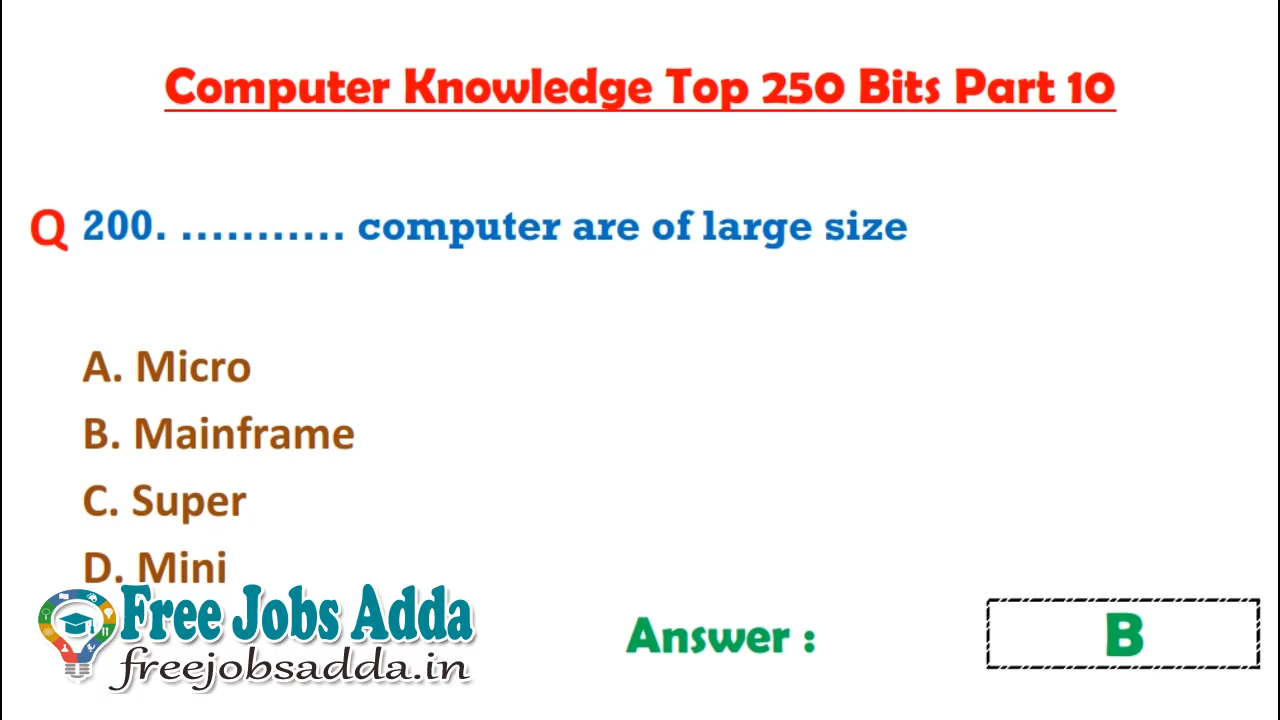 Computer Knowledge Top 250 Bits Part 10
Q 200. ........... computer are of large size
A. Micro
B. Mainframe
C. Super
D. Mini
Free Jobs Adda
freejobsadda.in
Answer : B